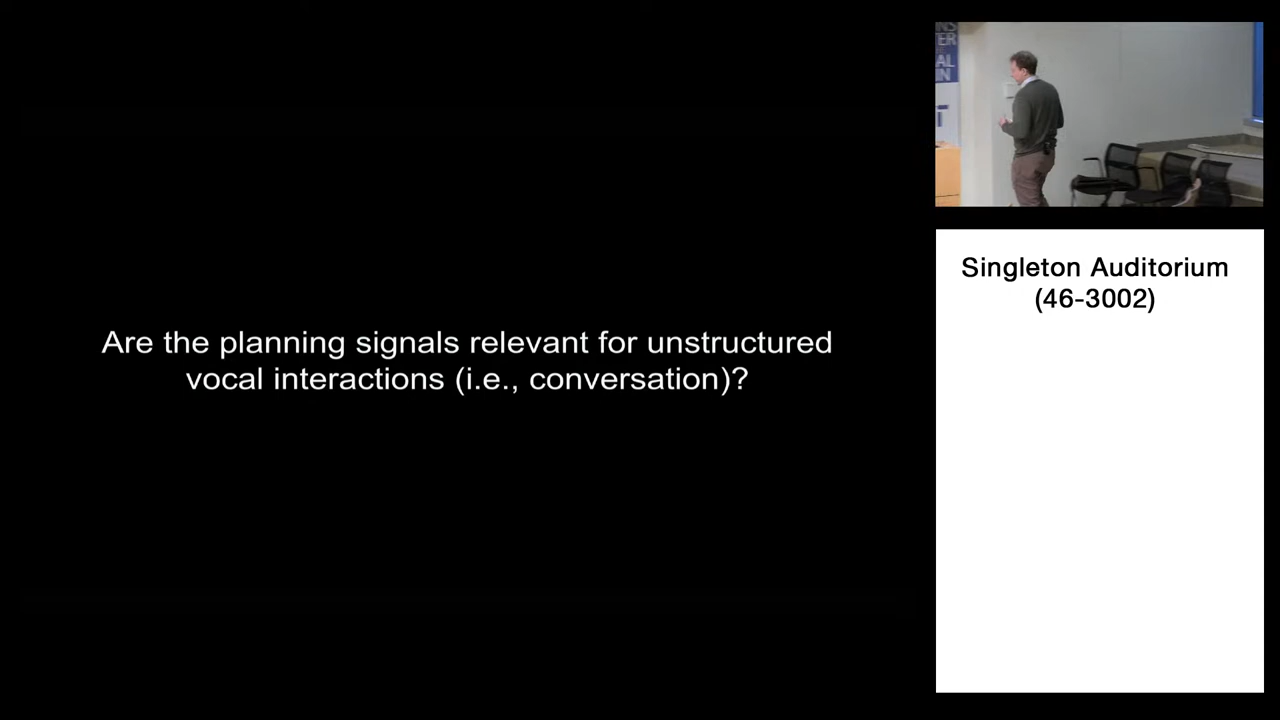 Are the planning signals relevant for unstructured
vocal interactions (i.e., conversation)?
Singleton Auditorium
(46-3002)